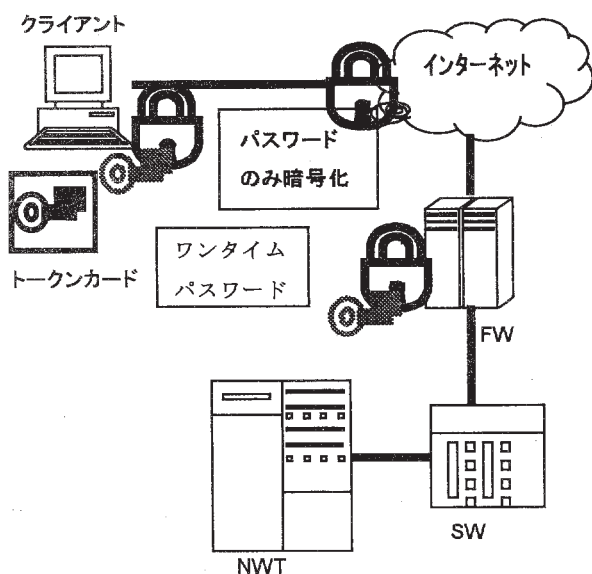 クライアント
インターネット
パスワード
のみ暗号化
トークンカード
ワンタイム
パスワード
FW
SW
NWT